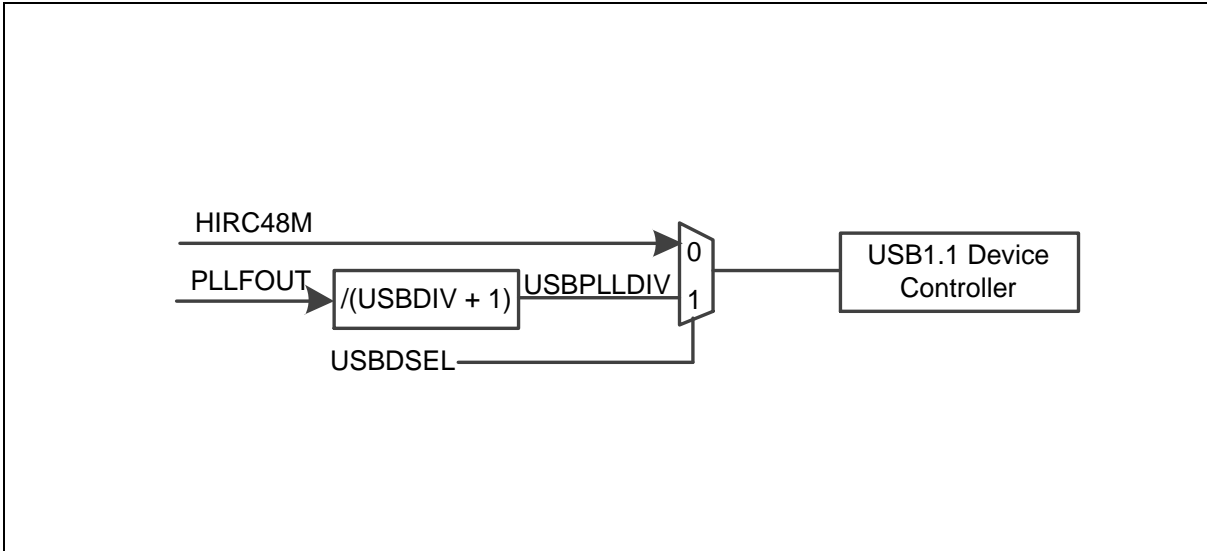 HIRC48M
PLLFOUT
/(USBDIV + 1)
USBPLLDIV
0
1
USBDSEL
USB1.1 Device
Controller